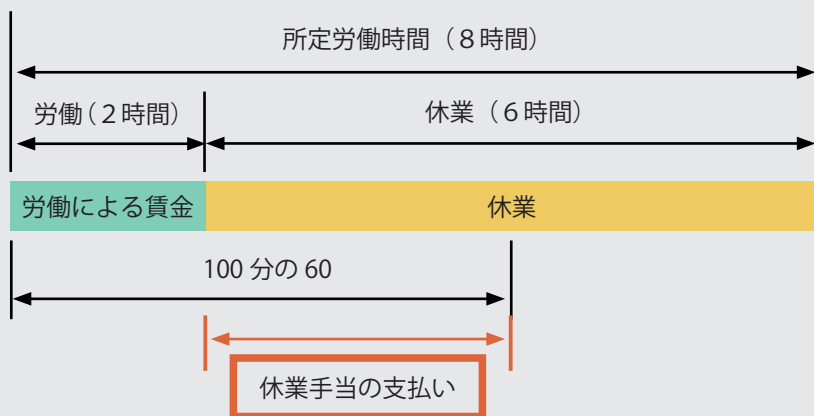 所定労働時間（８時間）
労働（２時間）
休業（６時間）
労働による賃金
休業
100 分の 60
休業手当の支払い